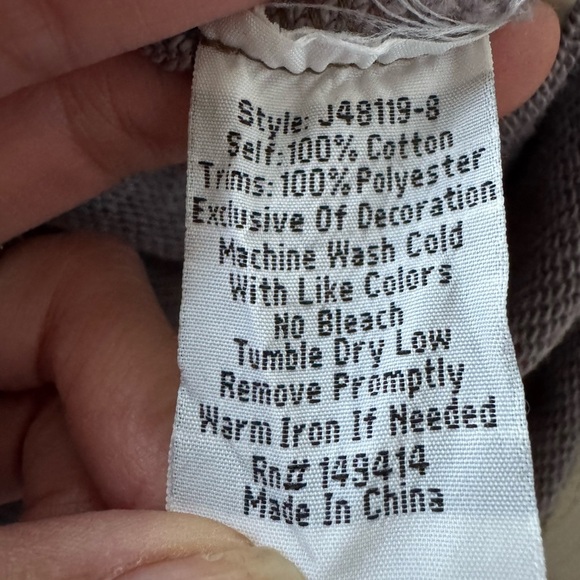 Style: J48119-8
Self: 100% Cotton
Trims: 100% Polyester
Exclusive Of Decoration
Machine Wash Cold
With Like Colors
No Bleach
Tumble Dry Low
Remove Promptly
Warm Iron If Needed
Rn# 149414
Made In China